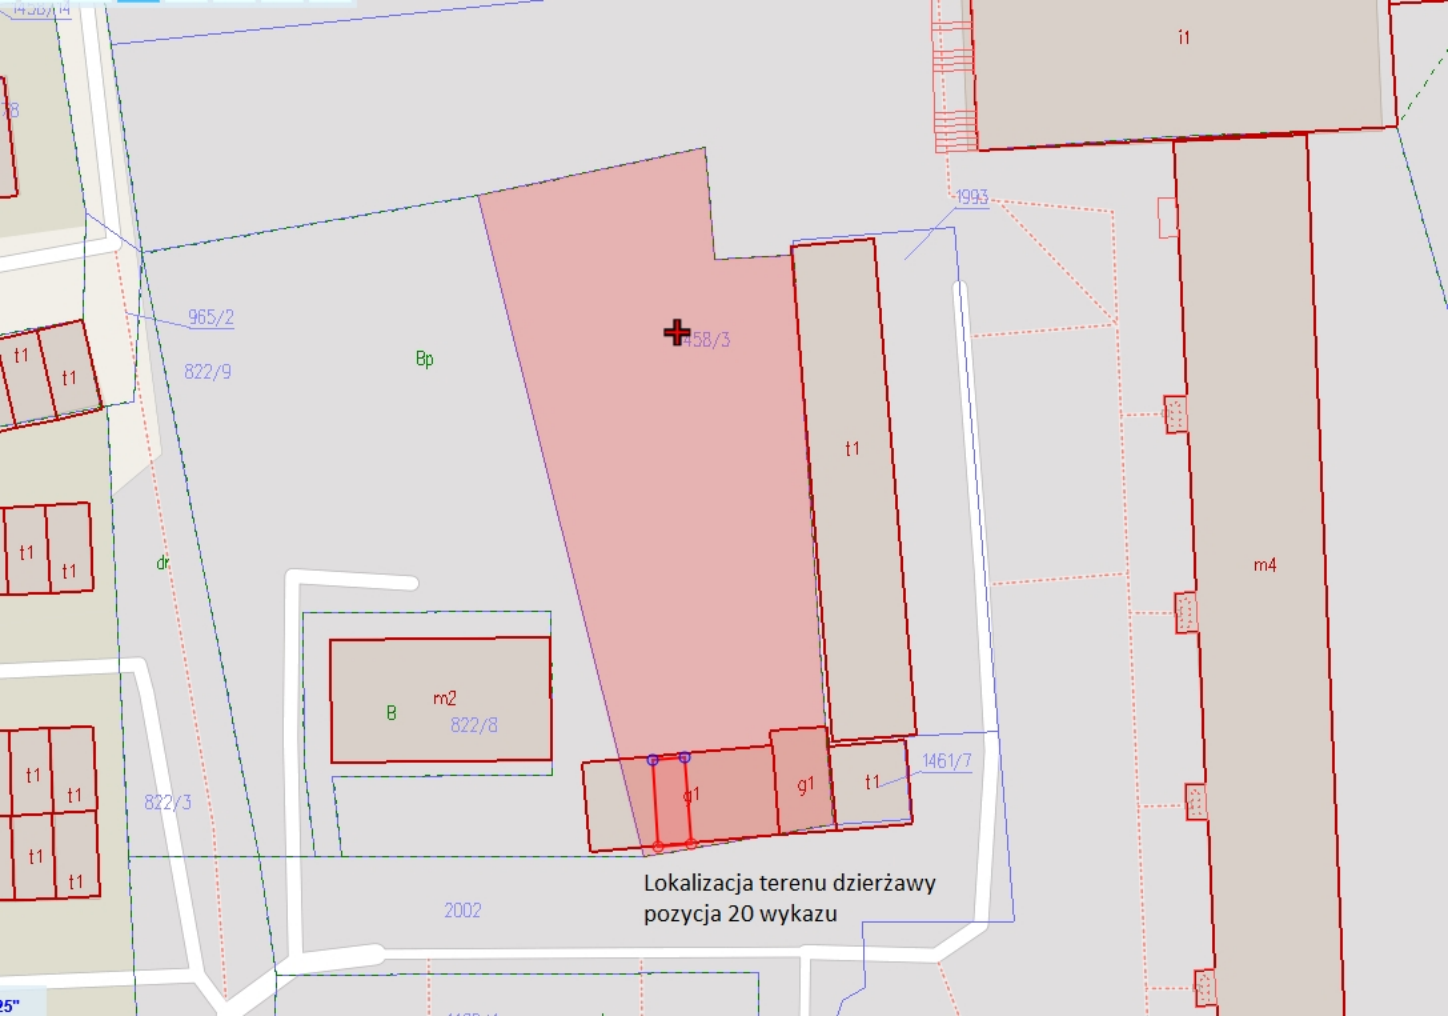 i1
1993
965/2
t1
t1
822/9
Bp
458/3
t1
t1
t1
dr
m4
m2
B
822/8
t1
t1
822/3
g1
g1
t1
1461/7
t1
t1
Lokalizacja terenu dzierżawy
pozycja 20 wykazu
2002
25"